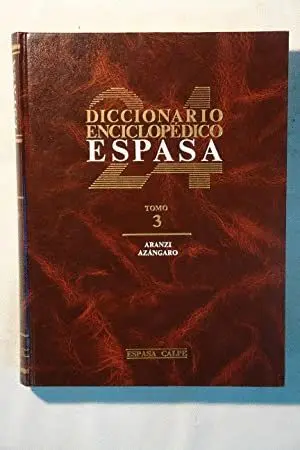 24
DICCIONARIO
ENCICLOPÉDICO
ESPASA
TOMO
3
ARANZI
AZÁNGARO
ESPASA CALPE